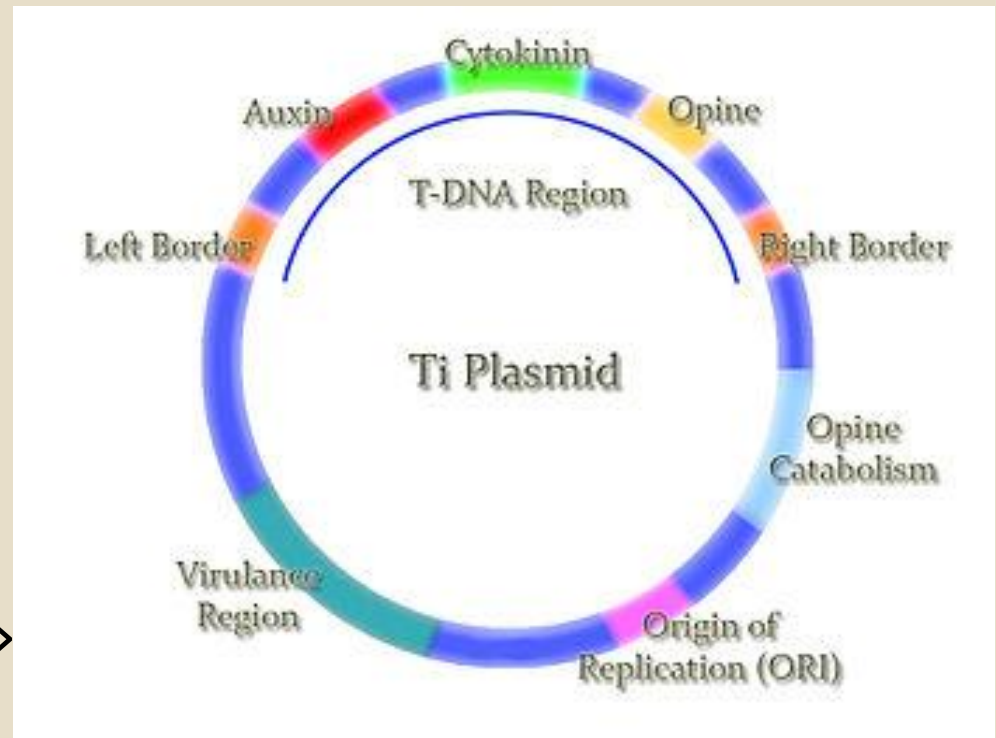 Cytokinin
Auxin
Opine
T-DNA Region
Left Border
Right Border
Ti Plasmid
Opine
Catabolism
Virulance
Region
Origin of
Replication (ORI)